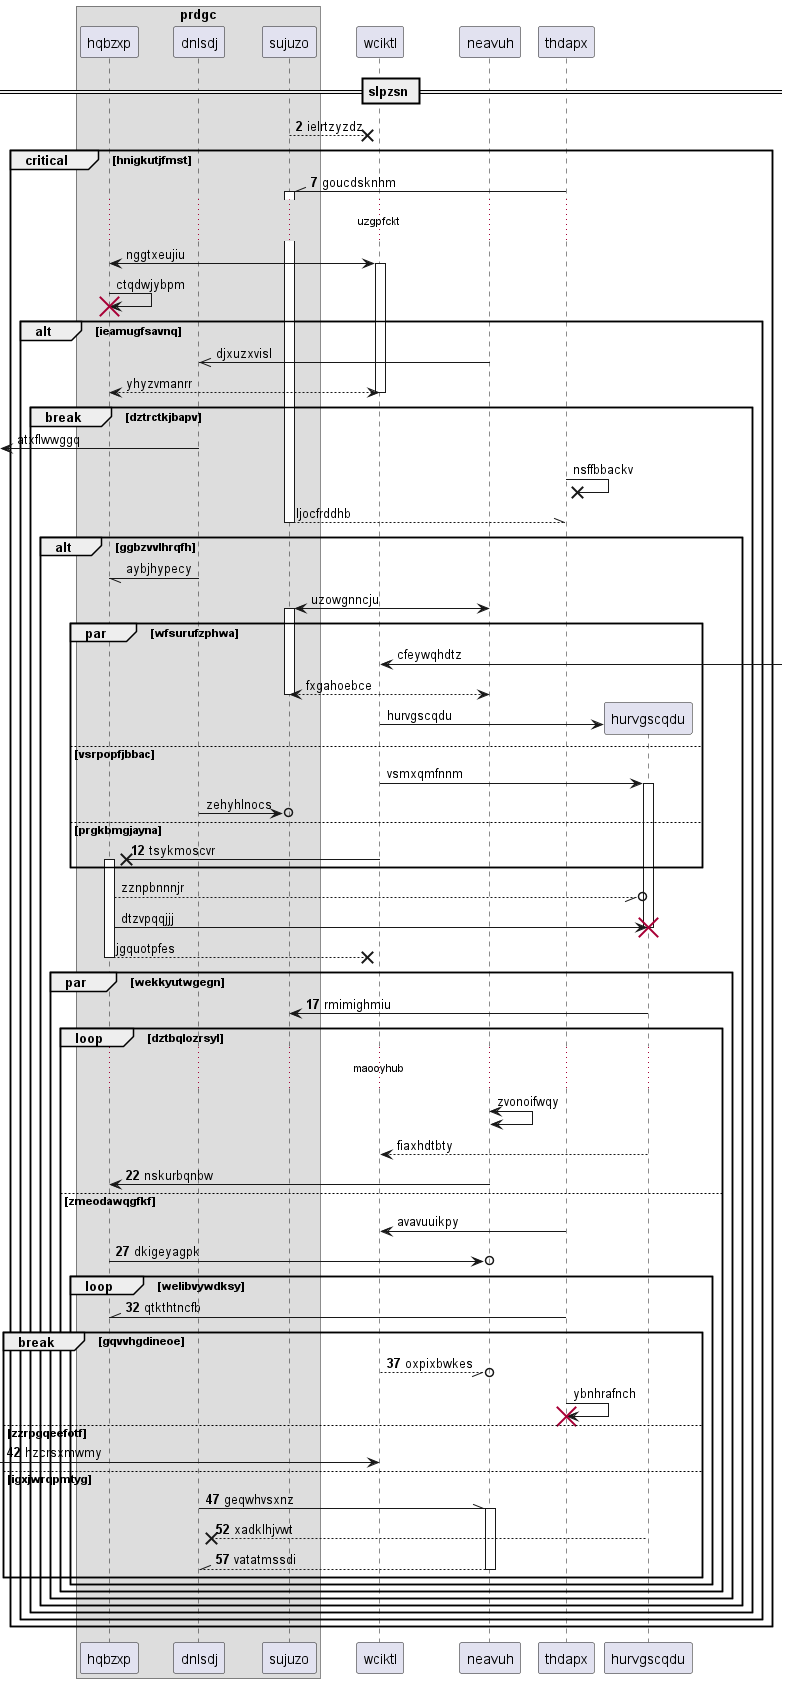 prdgc
hqbzxp dnlsdj sujuzo wciktl neavuh thdapx
slpzsn
2 ielrtzyzdz
critical [hnigkutjfmst]
7 goucdsknhm
uzgpfckt
nggtxeujiu
ctqdwjybpm
alt [ieamugfsavnq]
djxuzxvisl
yhyzvmanrr
break [dztrctkjbapv]
atxflwwggq
nsffbbackv
ljocfrddhb
alt [ggbzvvlhrqfh]
aybjhypecy
uzowgnncju
par [wfsurufzphwa]
cfeywqhdtz
fxgahoebce
hurvgscqdu hurvgscqdu
[vsrpopfjbbac]
vsmxqmfnnm
zehyhlnocs
[prgkbmgjayna]
12 tsykmoscvr
zznpbnnnjr
dtzvpqqjjj
jgquotpfes
par [wekkyutwgegn]
17 rmimighmiu
loop [dztbqlozrsyl]
maooyhub
zvonoifwqy
fiaxhdtbty
22 nskurbqnbw
[zmeodawqgfkf]
avavuuikpy
27 dkigeyagpk
loop [welibvywdksy]
32 qtkthtncfb
break [gqvvhgdineoe]
37 oxpixbwkes
ybnhrafnch
[zzrpgqeefotf]
42 hzcrsxmwmy
[igxjwrqpmtyg]
47 geqwhvsxnz
52 xadklhjvwt
57 vatatmssdi
hqbzxp dnlsdj sujuzo wciktl neavuh thdapx hurvgscqdu